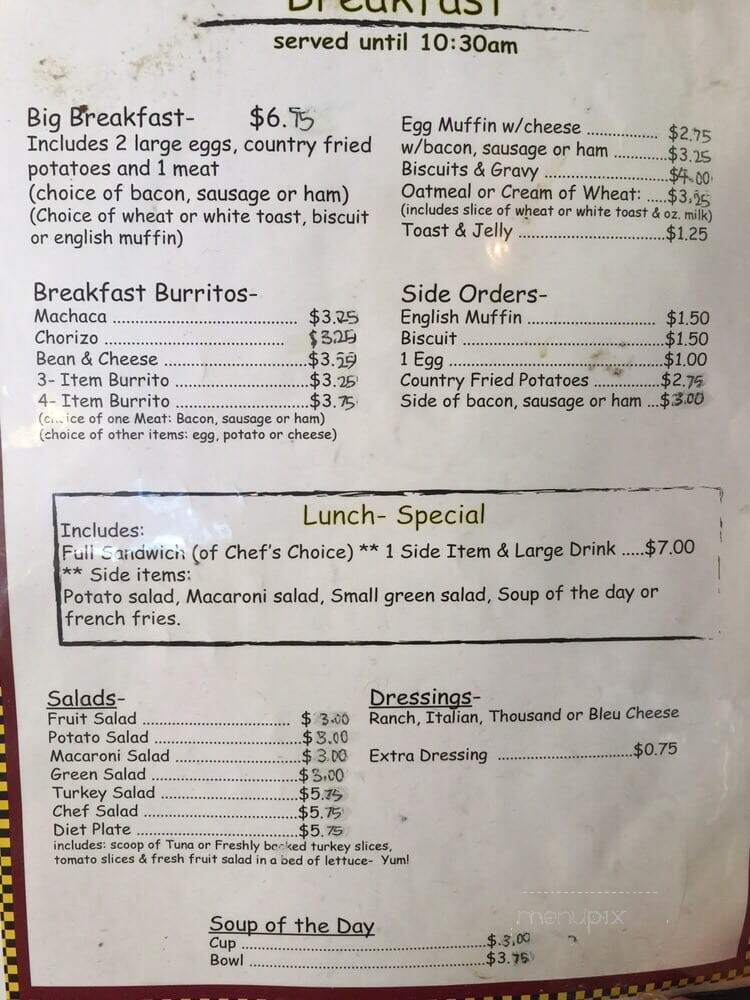 Breakfast
served until 10:30am
Big Breakfast- $6.75
Includes 2 large eggs, country fried
potatoes and 1 meat
(choice of bacon, sausage or ham)
(Choice of wheat or white toast, biscuit
or english muffin)
Egg Muffin w/cheese ............ $2.75
w/bacon, sausage or ham ............$3.25
Biscuits & Gravy ....................$4.00
Oatmeal or Cream of Wheat: .....$3.25
(includes slice of wheat or white toast & oz. milk)
Toast & Jelly ........................$1.25
Breakfast Burritos-
Machaca ............................ $3.25
Chorizo ............................ $3.25
Bean & Cheese ......................$3.25
3- Item Burrito ....................$3.25
4- Item Burrito ....................$3.75
(choice of one Meat: Bacon, sausage or ham)
(choice of other items: egg, potato or cheese)
Side Orders-
English Muffin .................... $1.50
Biscuit ..............................$1.50
1 Egg ................................$1.00
Country Fried Potatoes ............$2.75
Side of bacon, sausage or ham ...$3.00
Lunch- Special
Includes:
Full Sandwich (of Chef's Choice) ** 1 Side Item & Large Drink .....$7.00
** Side items:
Potato salad, Macaroni salad, Small green salad, Soup of the day or
french fries.
Salads-
Fruit Salad ........................ $ 3.00
Potato Salad ........................$3.00
Macaroni Salad ....................$ 3.00
Green Salad ........................$3.00
Turkey Salad ......................$5.75
Chef Salad ..........................$5.75
Diet Plate ..........................$5.75
includes: scoop of Tuna or Freshly backed turkey slices,
tomato slices & fresh fruit salad in a bed of lettuce- Yum!
Dressings-
Ranch, Italian, Thousand or Bleu Cheese
Extra Dressing ......................$0.75
Soup of the Day
Cup ..........................................$.3.00
Bowl ........................................$3.75
menupix